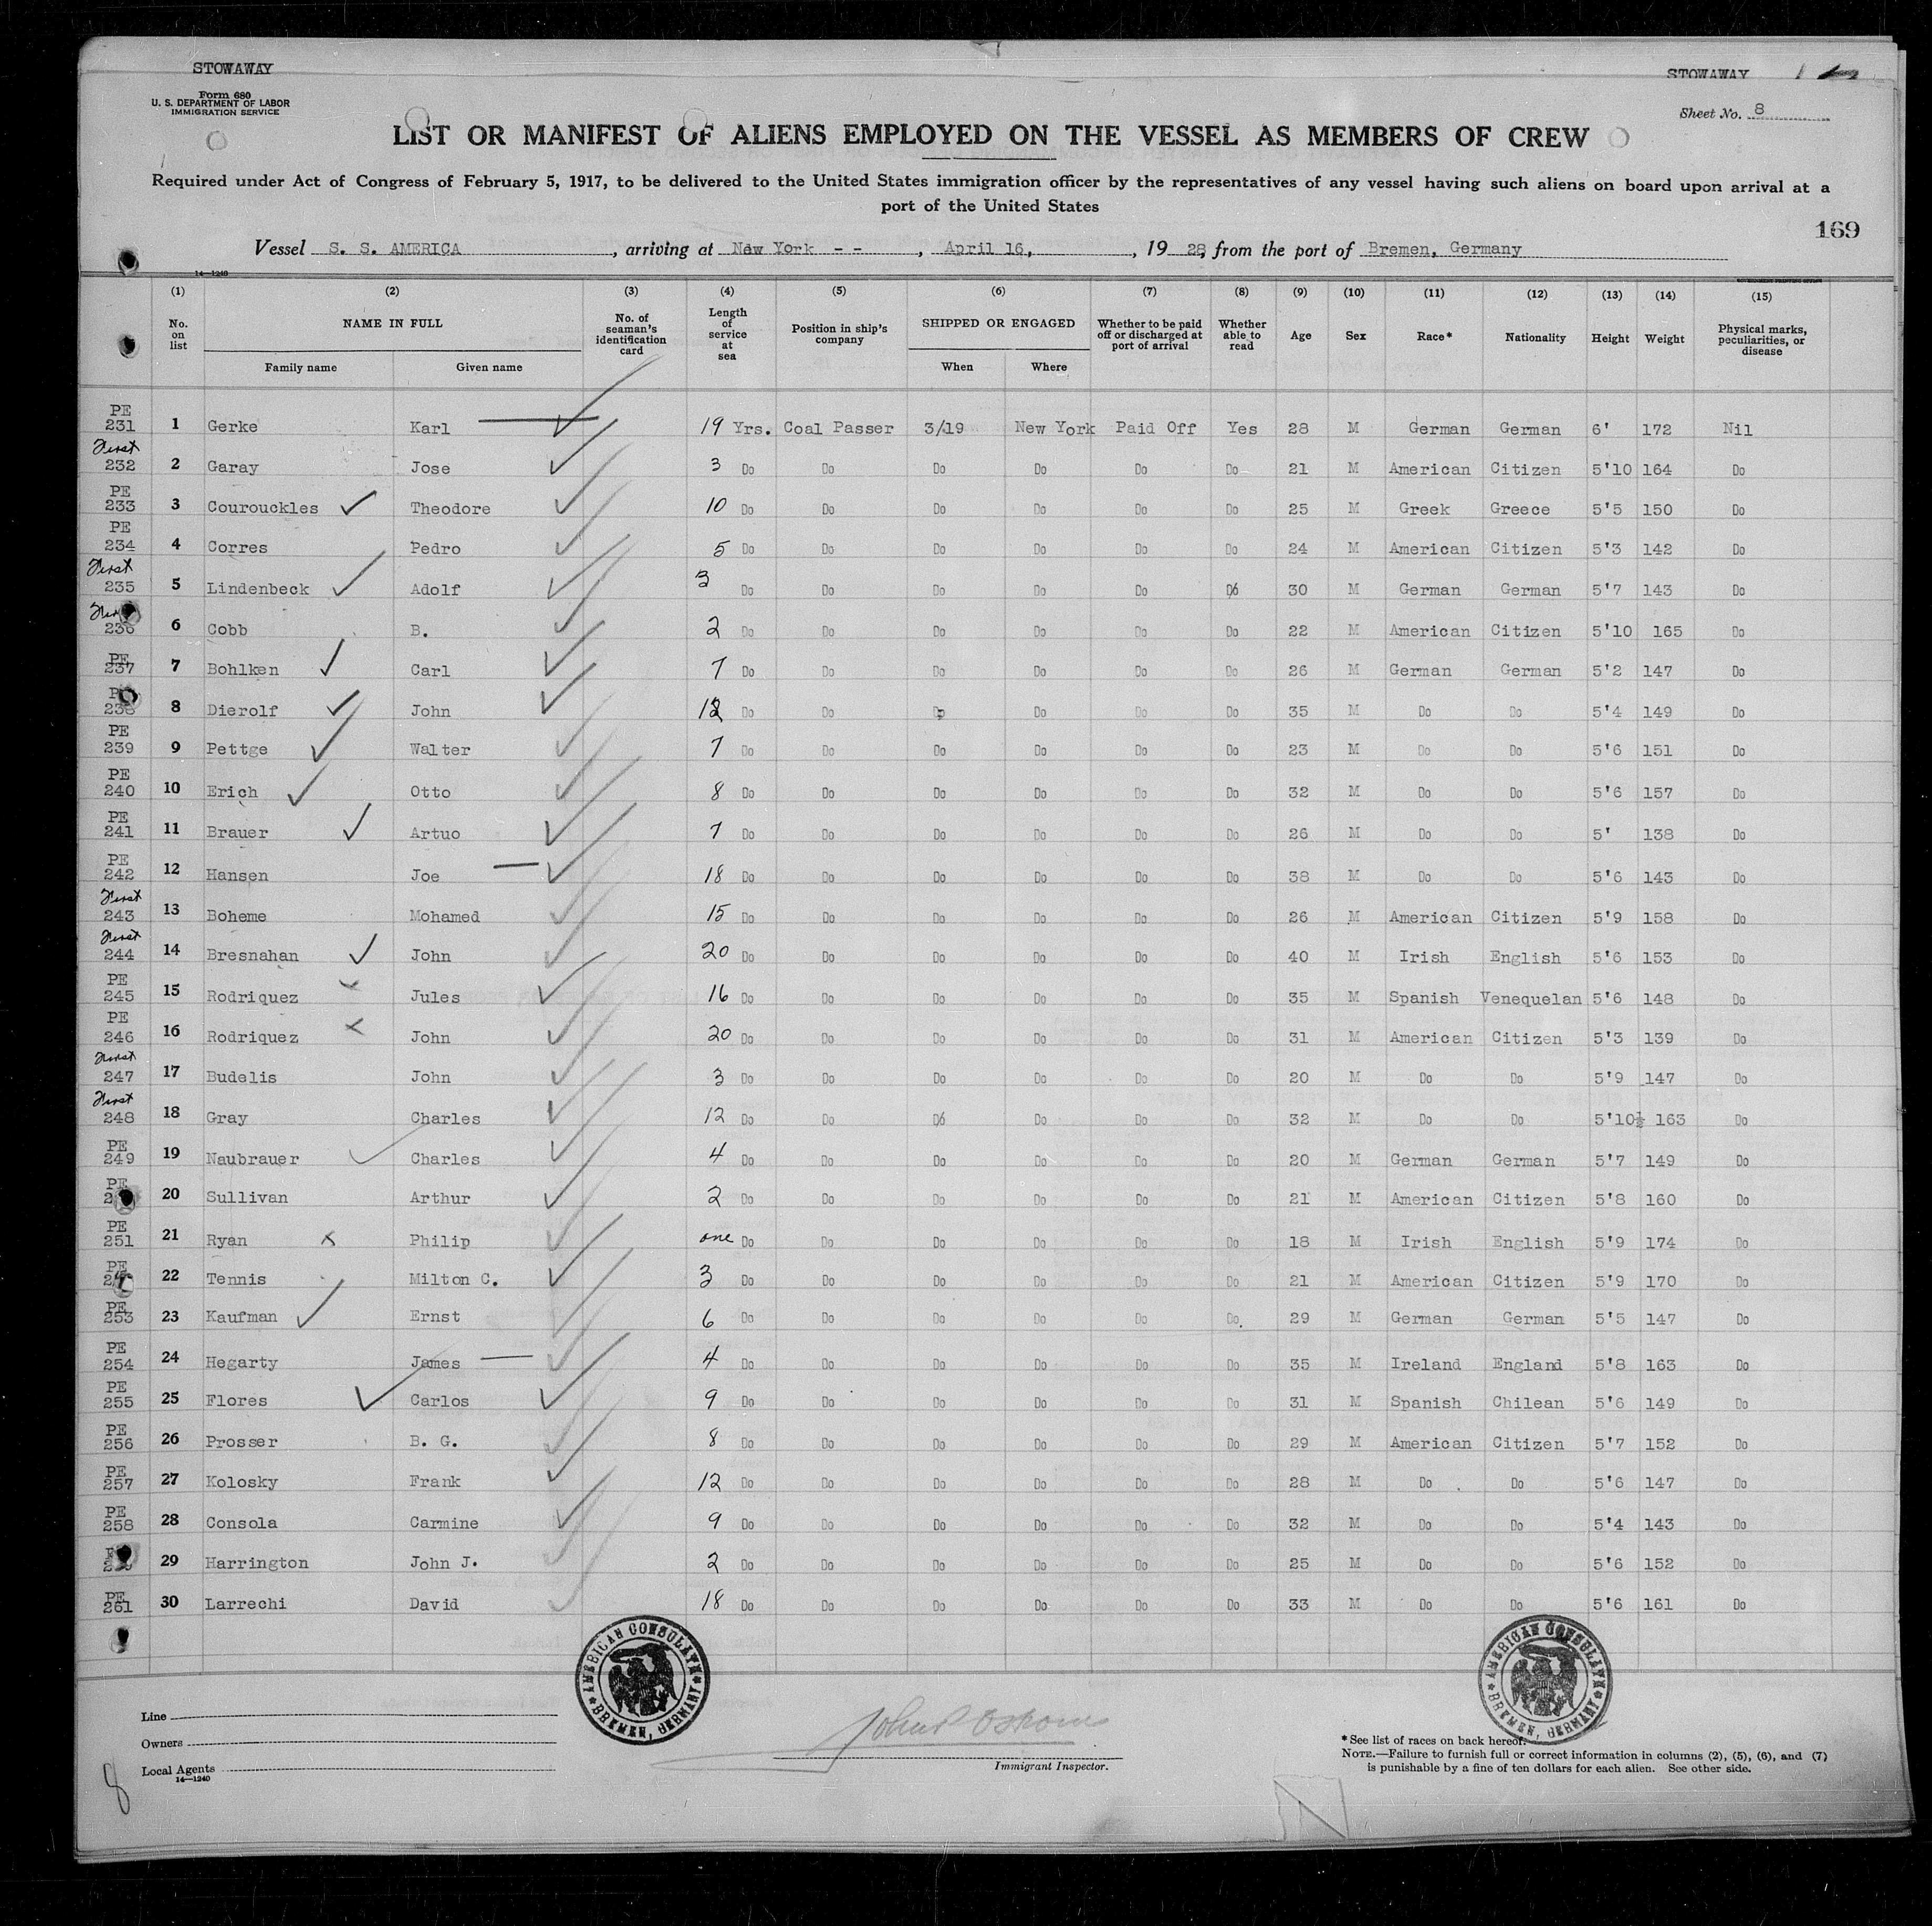 STOWAWAY STOWAWAY
Form 680
U. S. DEPARTMENT OF LABOR
IMMIGRATION SERVICE
Sheet No. 8
LIST OR MANIFEST OF ALIENS EMPLOYED ON THE VESSEL AS MEMBERS OF CREW
Required under Act of Congress of February 5, 1917, to be delivered to the United States immigration officer by the representatives of any vessel having such aliens on board upon arrival at a
port of the United States
169
Vessel S. S. AMERICA, arriving at New York - -, April 16, , 19 28, from the port of Bremen, Germany
14—1240
(1) (2) (3) (4) (5) (6) (7) (8) (9) (10) (11) (12) (13) (14) (15)
No. on list NAME IN FULL No. of seaman's identification card Length of service at sea Position in ship's company SHIPPED OR ENGAGED Whether to be paid off or discharged at port of arrival Whether able to read Age Sex Race* Nationality Height Weight Physical marks, peculiarities, or disease
Family name Given name When Where
PE 231 1 Gerke Karl 19 Yrs. Coal Passer 3/19 New York Paid Off Yes 28 M German German 6' 172 Nil
First 232 2 Garay Jose 3 Do Do Do Do Do Do 21 M American Citizen 5'10 164 Do
PE 233 3 Courouckles Theodore 10 Do Do Do Do Do Do 25 M Greek Greece 5'5 150 Do
PE 234 4 Corres Pedro 5 Do Do Do Do Do Do 24 M American Citizen 5'3 142 Do
First 235 5 Lindenbeck Adolf 3 Do Do Do Do Do Do 30 M German German 5'7 143 Do
First 236 6 Cobb B. 2 Do Do Do Do Do Do 22 M American Citizen 5'10 165 Do
PE 237 7 Bohlken Carl 7 Do Do Do Do Do Do 26 M German German 5'2 147 Do
8 Dierolf John 12 Do Do Do Do Do Do 35 M Do Do 5'4 149 Do
PE 239 9 Pettge Walter 7 Do Do Do Do Do Do 23 M Do Do 5'6 151 Do
PE 240 10 Erich Otto 8 Do Do Do Do Do Do 32 M Do Do 5'6 157 Do
PE 241 11 Brauer Artuo 7 Do Do Do Do Do Do 26 M Do Do 5' 138 Do
PE 242 12 Hansen Joe 18 Do Do Do Do Do Do 38 M Do Do 5'6 143 Do
First 243 13 Boheme Mohamed 15 Do Do Do Do Do Do 26 M American Citizen 5'9 158 Do
First 244 14 Bresnahan John 20 Do Do Do Do Do Do 40 M Irish English 5'6 153 Do
PE 245 15 Rodriquez Jules 16 Do Do Do Do Do Do 35 M Spanish Venequelan 5'6 148 Do
PE 246 16 Rodriquez John 20 Do Do Do Do Do Do 31 M American Citizen 5'3 139 Do
First 247 17 Budelis John 3 Do Do Do Do Do Do 20 M Do Do 5'9 147 Do
First 248 18 Gray Charles 12 Do Do Do Do Do Do 32 M Do Do 5'10½ 163 Do
PE 249 19 Naubrauer Charles 4 Do Do Do Do Do Do 20 M German German 5'7 149 Do
PE 20 Sullivan Arthur 2 Do Do Do Do Do Do 21 M American Citizen 5'8 160 Do
PE 251 21 Ryan Philip one Do Do Do Do Do Do 18 M Irish English 5'9 174 Do
PE 22 Tennis Milton C. 3 Do Do Do Do Do Do 21 M American Citizen 5'9 170 Do
PE 253 23 Kaufman Ernst 6 Do Do Do Do Do Do. 29 M German German 5'5 147 Do
PE 254 24 Hegarty James 4 Do Do Do Do Do Do 35 M Ireland England 5'8 163 Do
PE 255 25 Flores Carlos 9 Do Do Do Do Do Do 31 M Spanish Chilean 5'6 149 Do
PE 256 26 Prosser B. G. 8 Do Do Do Do Do Do 29 M American Citizen 5'7 152 Do
PE 257 27 Kolosky Frank 12 Do Do Do Do Do Do 28 M Do Do 5'6 147 Do
PE 258 28 Consola Carmine 9 Do Do Do Do Do Do 32 M Do Do 5'4 143 Do
29 Harrington John J. 2 Do Do Do Do Do Do 25 M Do Do 5'6 152 Do
PE 261 30 Larrechi David 18 Do Do Do Do Do Do 33 M Do Do 5'6 161 Do
AMERICAN CONSULATE BREMEN, GERMANY
AMERICAN CONSULATE BREMEN, GERMANY
Line
Owners
Local Agents
14—1240
8
Immigrant Inspector.
*See list of races on back hereof.
NOTE.—Failure to furnish full or correct information in columns (2), (5), (6), and (7)
is punishable by a fine of ten dollars for each alien. See other side.